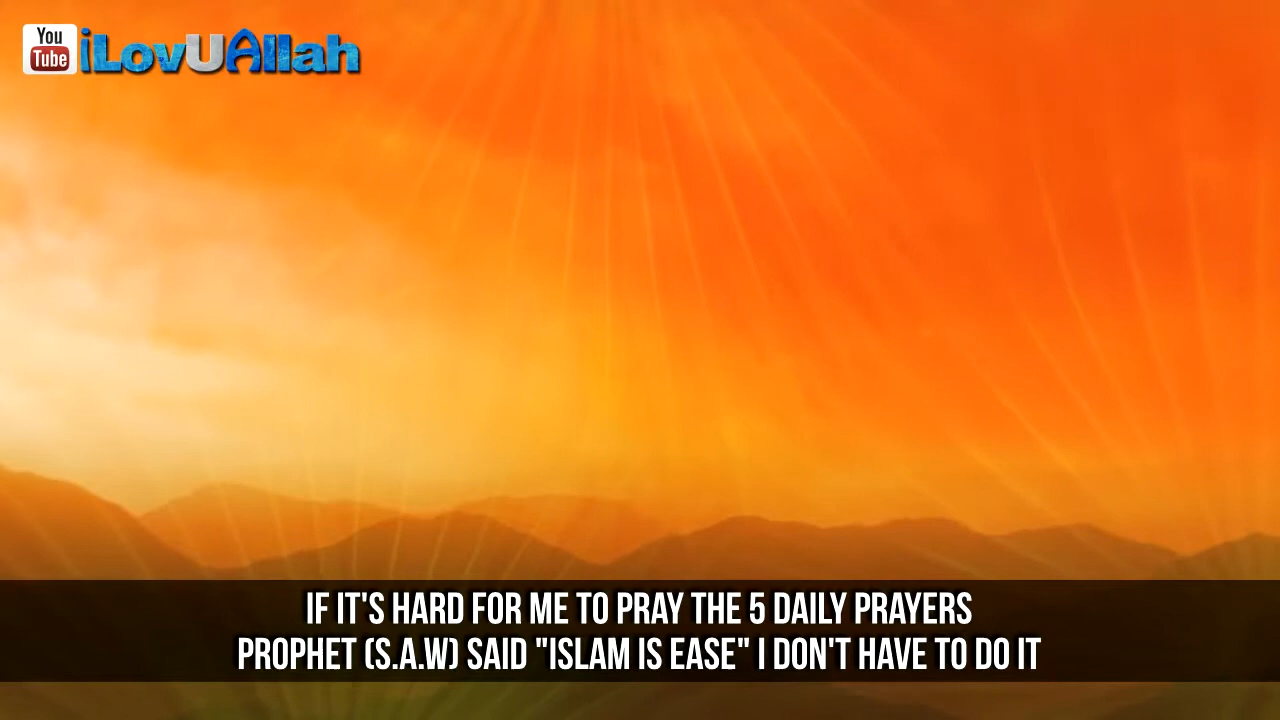 You
Tube iLovUAllah
IF IT'S HARD FOR ME TO PRAY THE 5 DAILY PRAYERS
PROPHET (S.A.W) SAID "ISLAM IS EASE" I DON'T HAVE TO DO IT